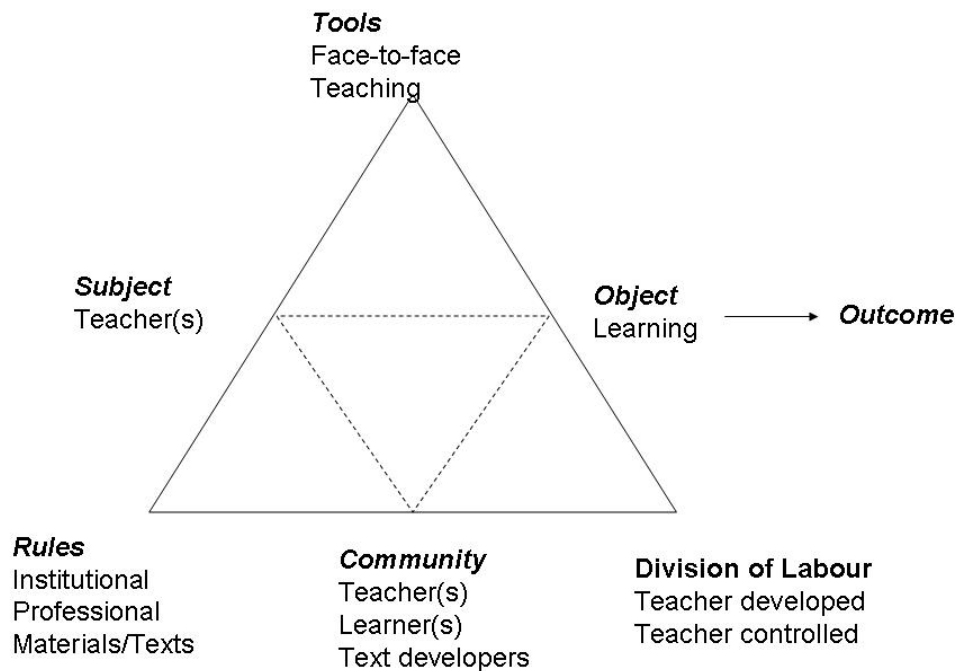 Tools
Face-to-face
Teaching
Subject
Teacher(s)
Object
Learning
Outcome
Rules
Institutional
Professional
Materials/Texts
Community
Teacher(s)
Learner(s)
Text developers
Division of Labour
Teacher developed
Teacher controlled